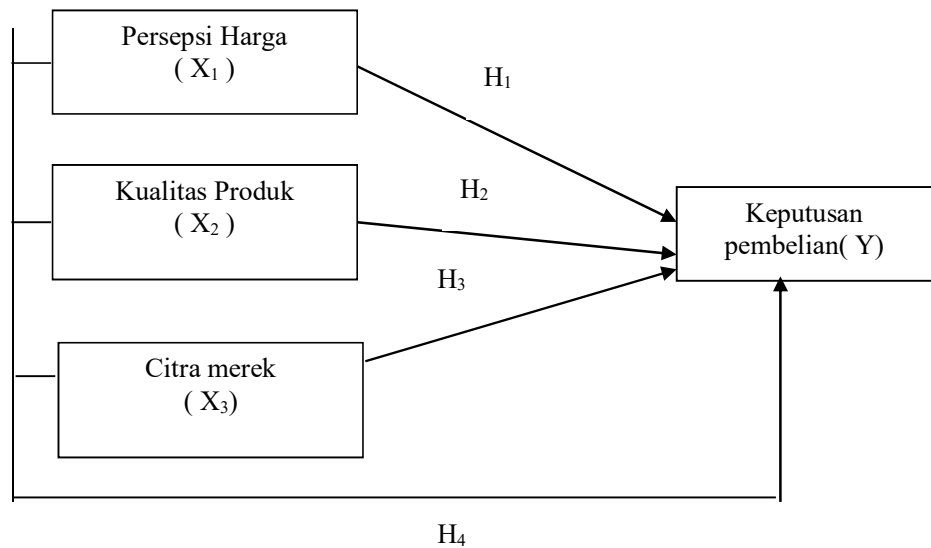 Persepsi Harga
( X₁ )
H₁
Kualitas Produk
( X₂ )
H₂
Keputusan
pembelian( Y)
H₃
Citra merek
( X₃)
H₄